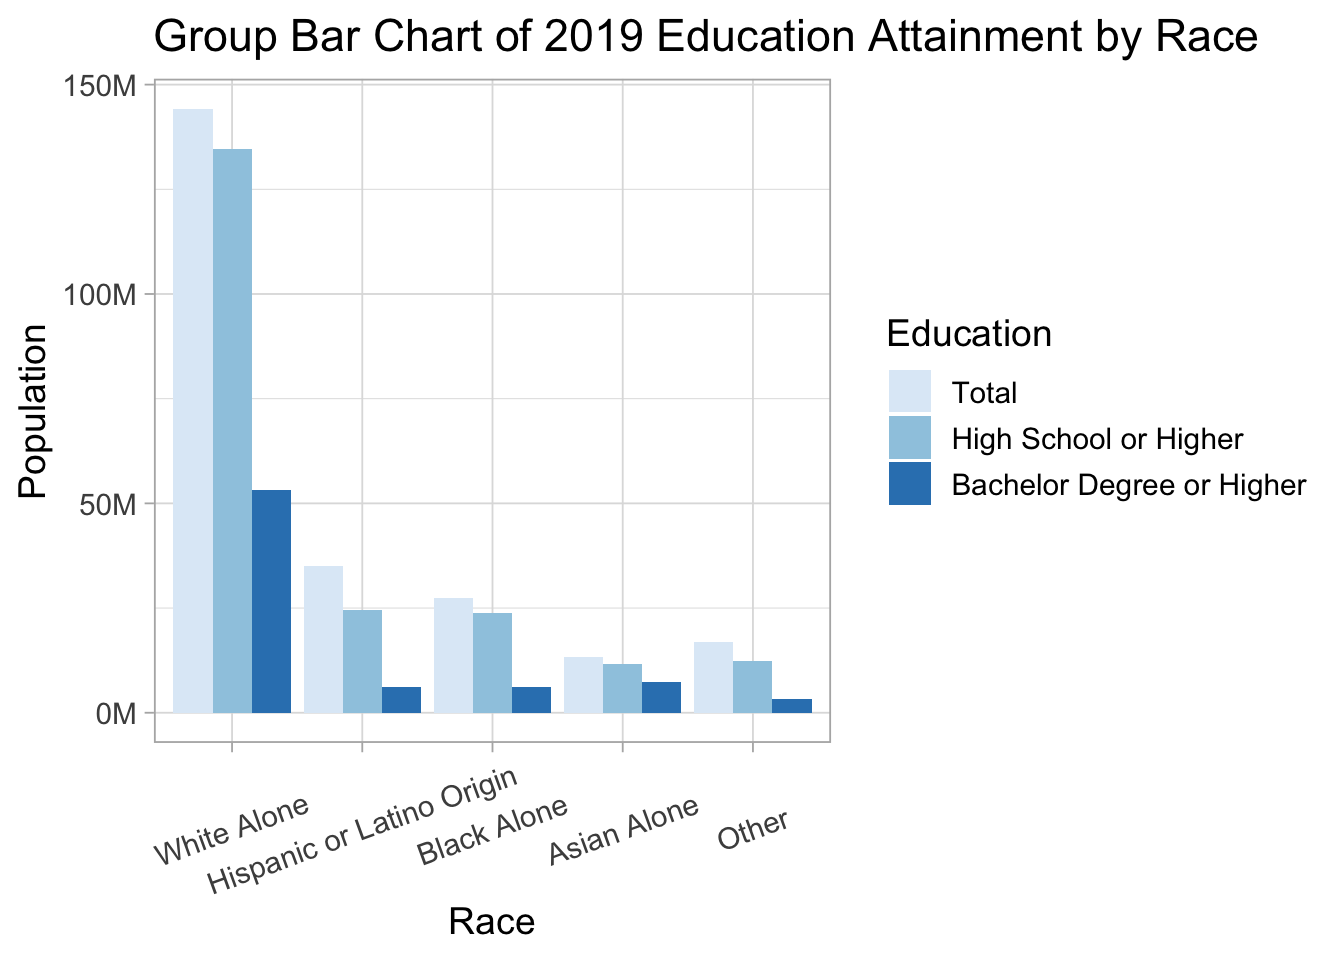 Group Bar Chart of 2019 Education Attainment by Race
150M
100M
50M
0M
Population
White Alone
Hispanic or Latino Origin
Black Alone
Asian Alone
Other
Race
Education
Total
High School or Higher
Bachelor Degree or Higher